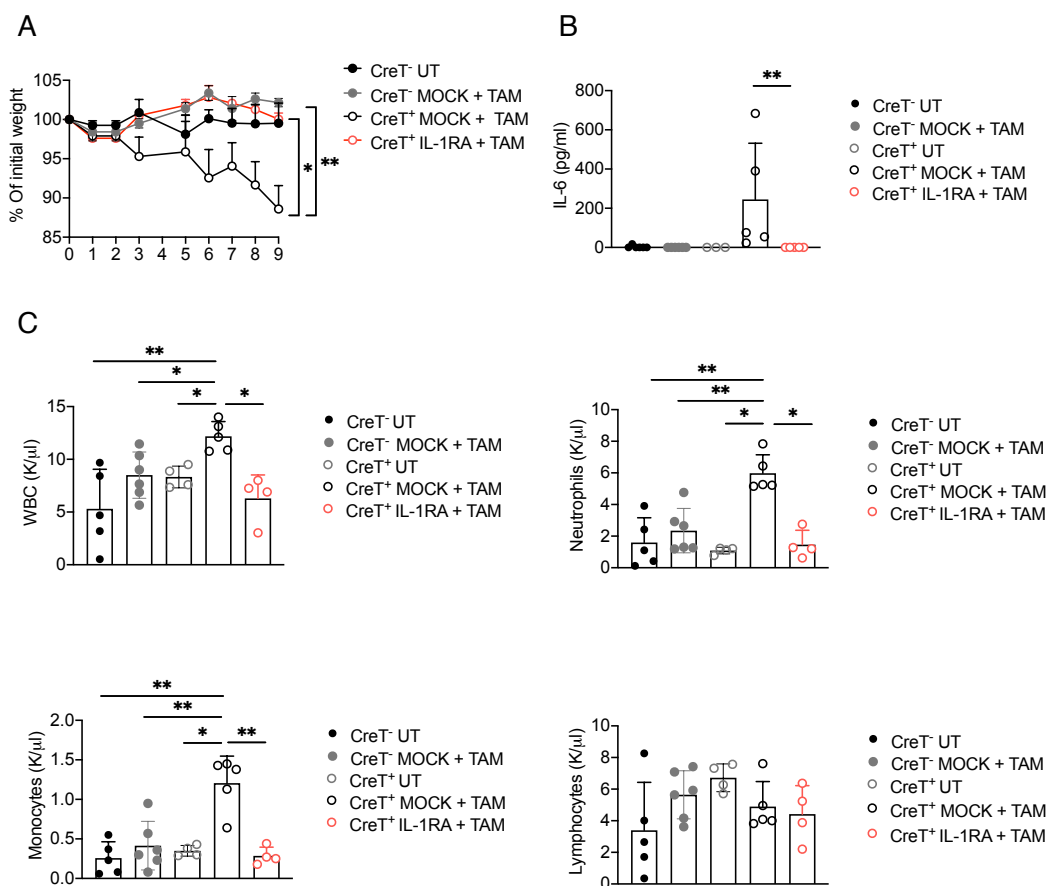 A
% Of initial weight
105
100
95
90
85
0 1 2 3 4 5 6 7 8 9
* **
CreT⁻ UT
CreT⁻ MOCK + TAM
CreT⁺ MOCK + TAM
CreT⁺ IL-1RA + TAM
B
IL-6 (pg/ml)
800
600
400
200
0
**
CreT⁻ UT
CreT⁻ MOCK + TAM
CreT⁺ UT
CreT⁺ MOCK + TAM
CreT⁺ IL-1RA + TAM
C
WBC (K/µl)
15
10
5
0
**
*
* *
CreT⁻ UT
CreT⁻ MOCK + TAM
CreT⁺ UT
CreT⁺ MOCK + TAM
CreT⁺ IL-1RA + TAM
Neutrophils (K/µl)
10
8
6
4
2
0
**
**
* *
CreT⁻ UT
CreT⁻ MOCK + TAM
CreT⁺ UT
CreT⁺ MOCK + TAM
CreT⁺ IL-1RA + TAM
Monocytes (K/µl)
2.0
1.5
1.0
0.5
0.0
**
**
* **
CreT⁻ UT
CreT⁻ MOCK + TAM
CreT⁺ UT
CreT⁺ MOCK + TAM
CreT⁺ IL-1RA + TAM
Lymphocytes (K/µl)
10
8
6
4
2
0
CreT⁻ UT
CreT⁻ MOCK + TAM
CreT⁺ UT
CreT⁺ MOCK + TAM
CreT⁺ IL-1RA + TAM